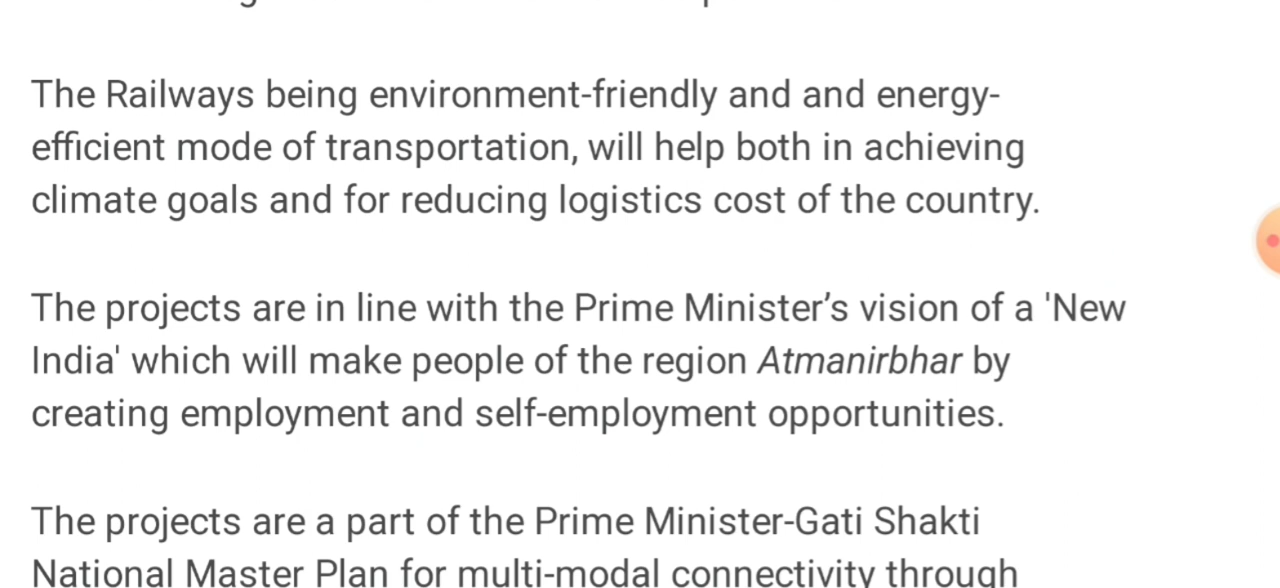 The Railways being environment-friendly and and energy-
efficient mode of transportation, will help both in achieving
climate goals and for reducing logistics cost of the country.
The projects are in line with the Prime Minister’s vision of a 'New
India' which will make people of the region Atmanirbhar by
creating employment and self-employment opportunities.
The projects are a part of the Prime Minister-Gati Shakti
National Master Plan for multi-modal connectivity through